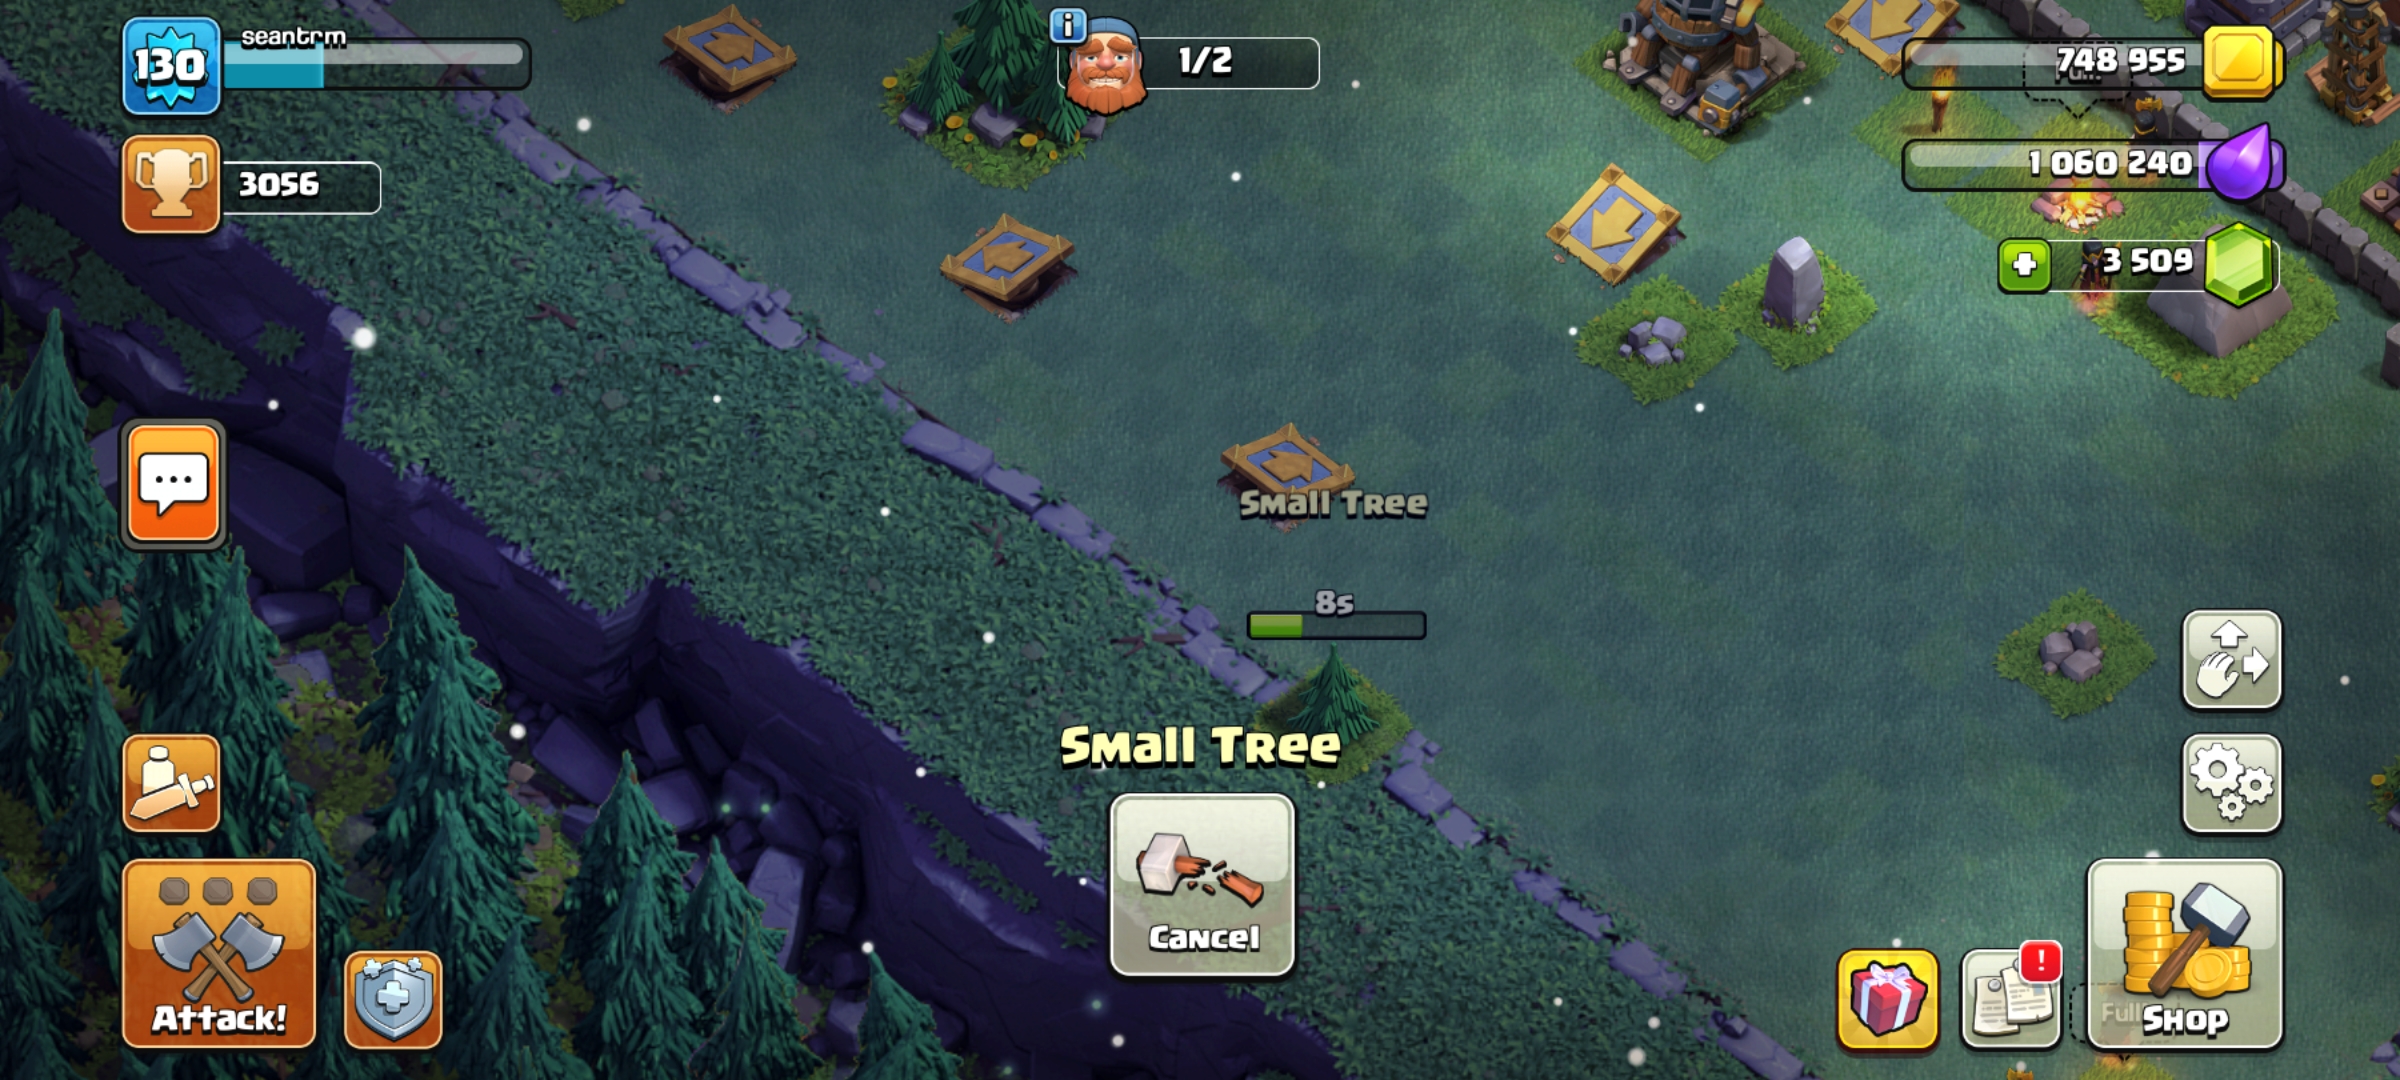 130
seantrm
1/2
748 955
3056
1 060 240
3 509
Small Tree
8s
Small Tree
Cancel
Attack!
!
Full
Shop